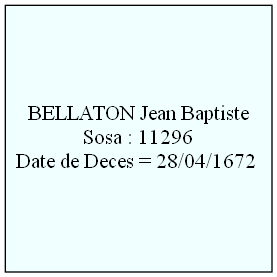 BELLATON Jean Baptiste
Sosa : 11296
Date de Deces = 28/04/1672